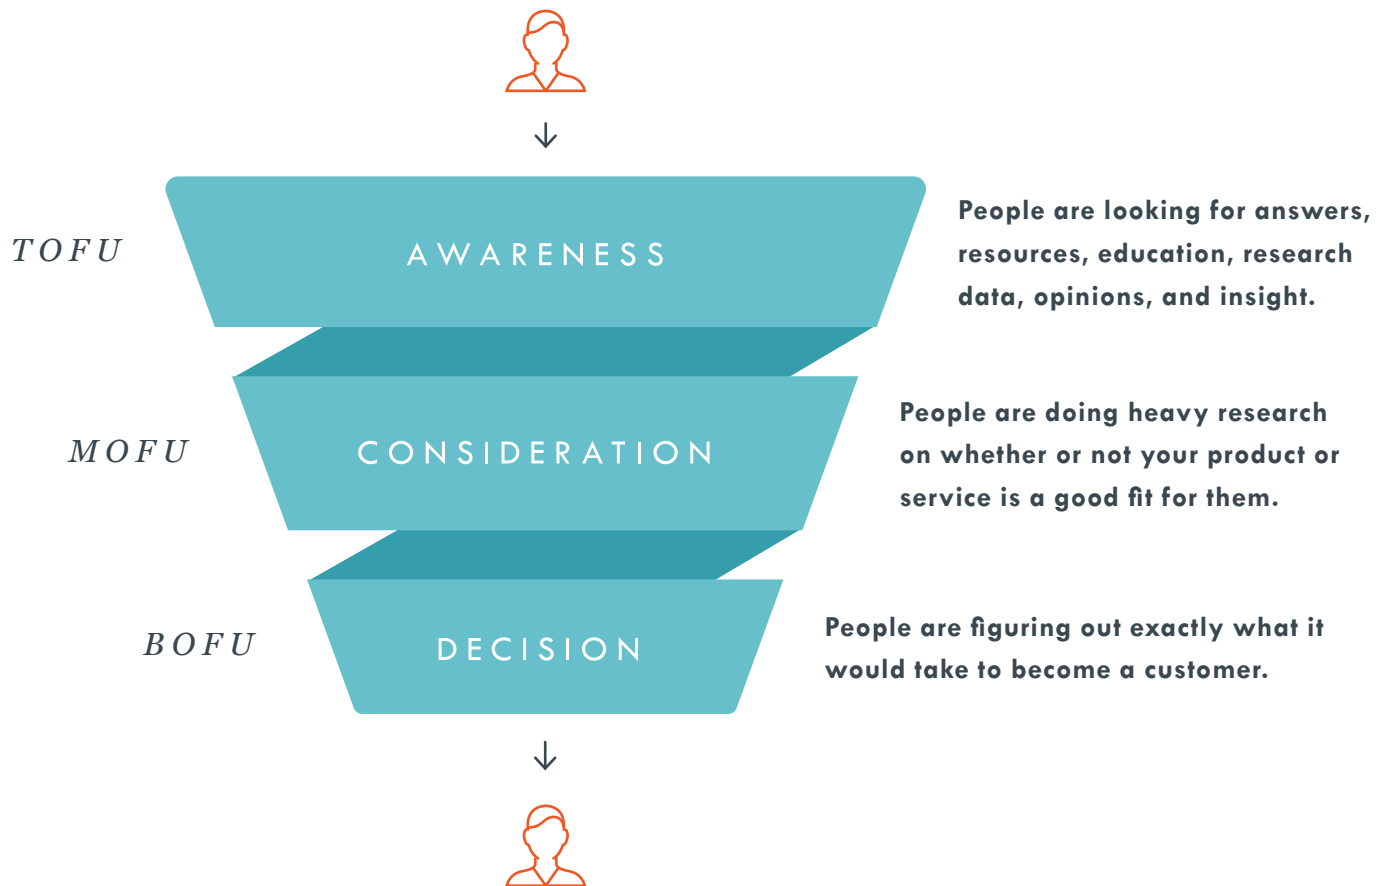 TOFU
AWARENESS
People are looking for answers,
resources, education, research
data, opinions, and insight.
MOFU
CONSIDERATION
People are doing heavy research
on whether or not your product or
service is a good fit for them.
BOFU
DECISION
People are figuring out exactly what it
would take to become a customer.